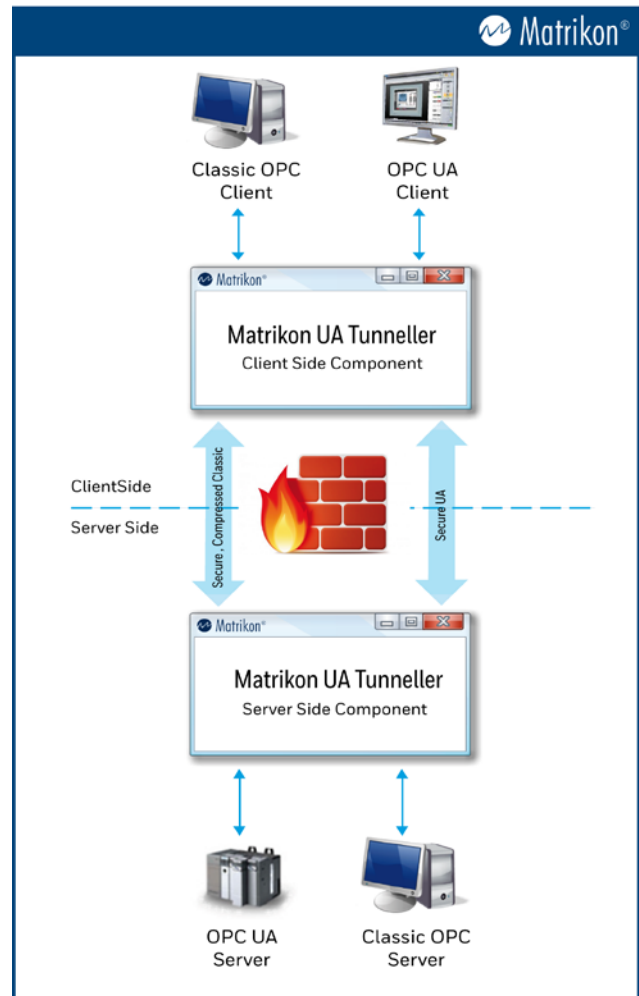 Matrikon®
Classic OPC
Client
OPC UA
Client
Matrikon®
Matrikon UA Tunneller
Client Side Component
ClientSide
Server Side
Secure , Compressed Classic
Secure UA
Matrikon®
Matrikon UA Tunneller
Server Side Component
OPC UA
Server
Classic OPC
Server